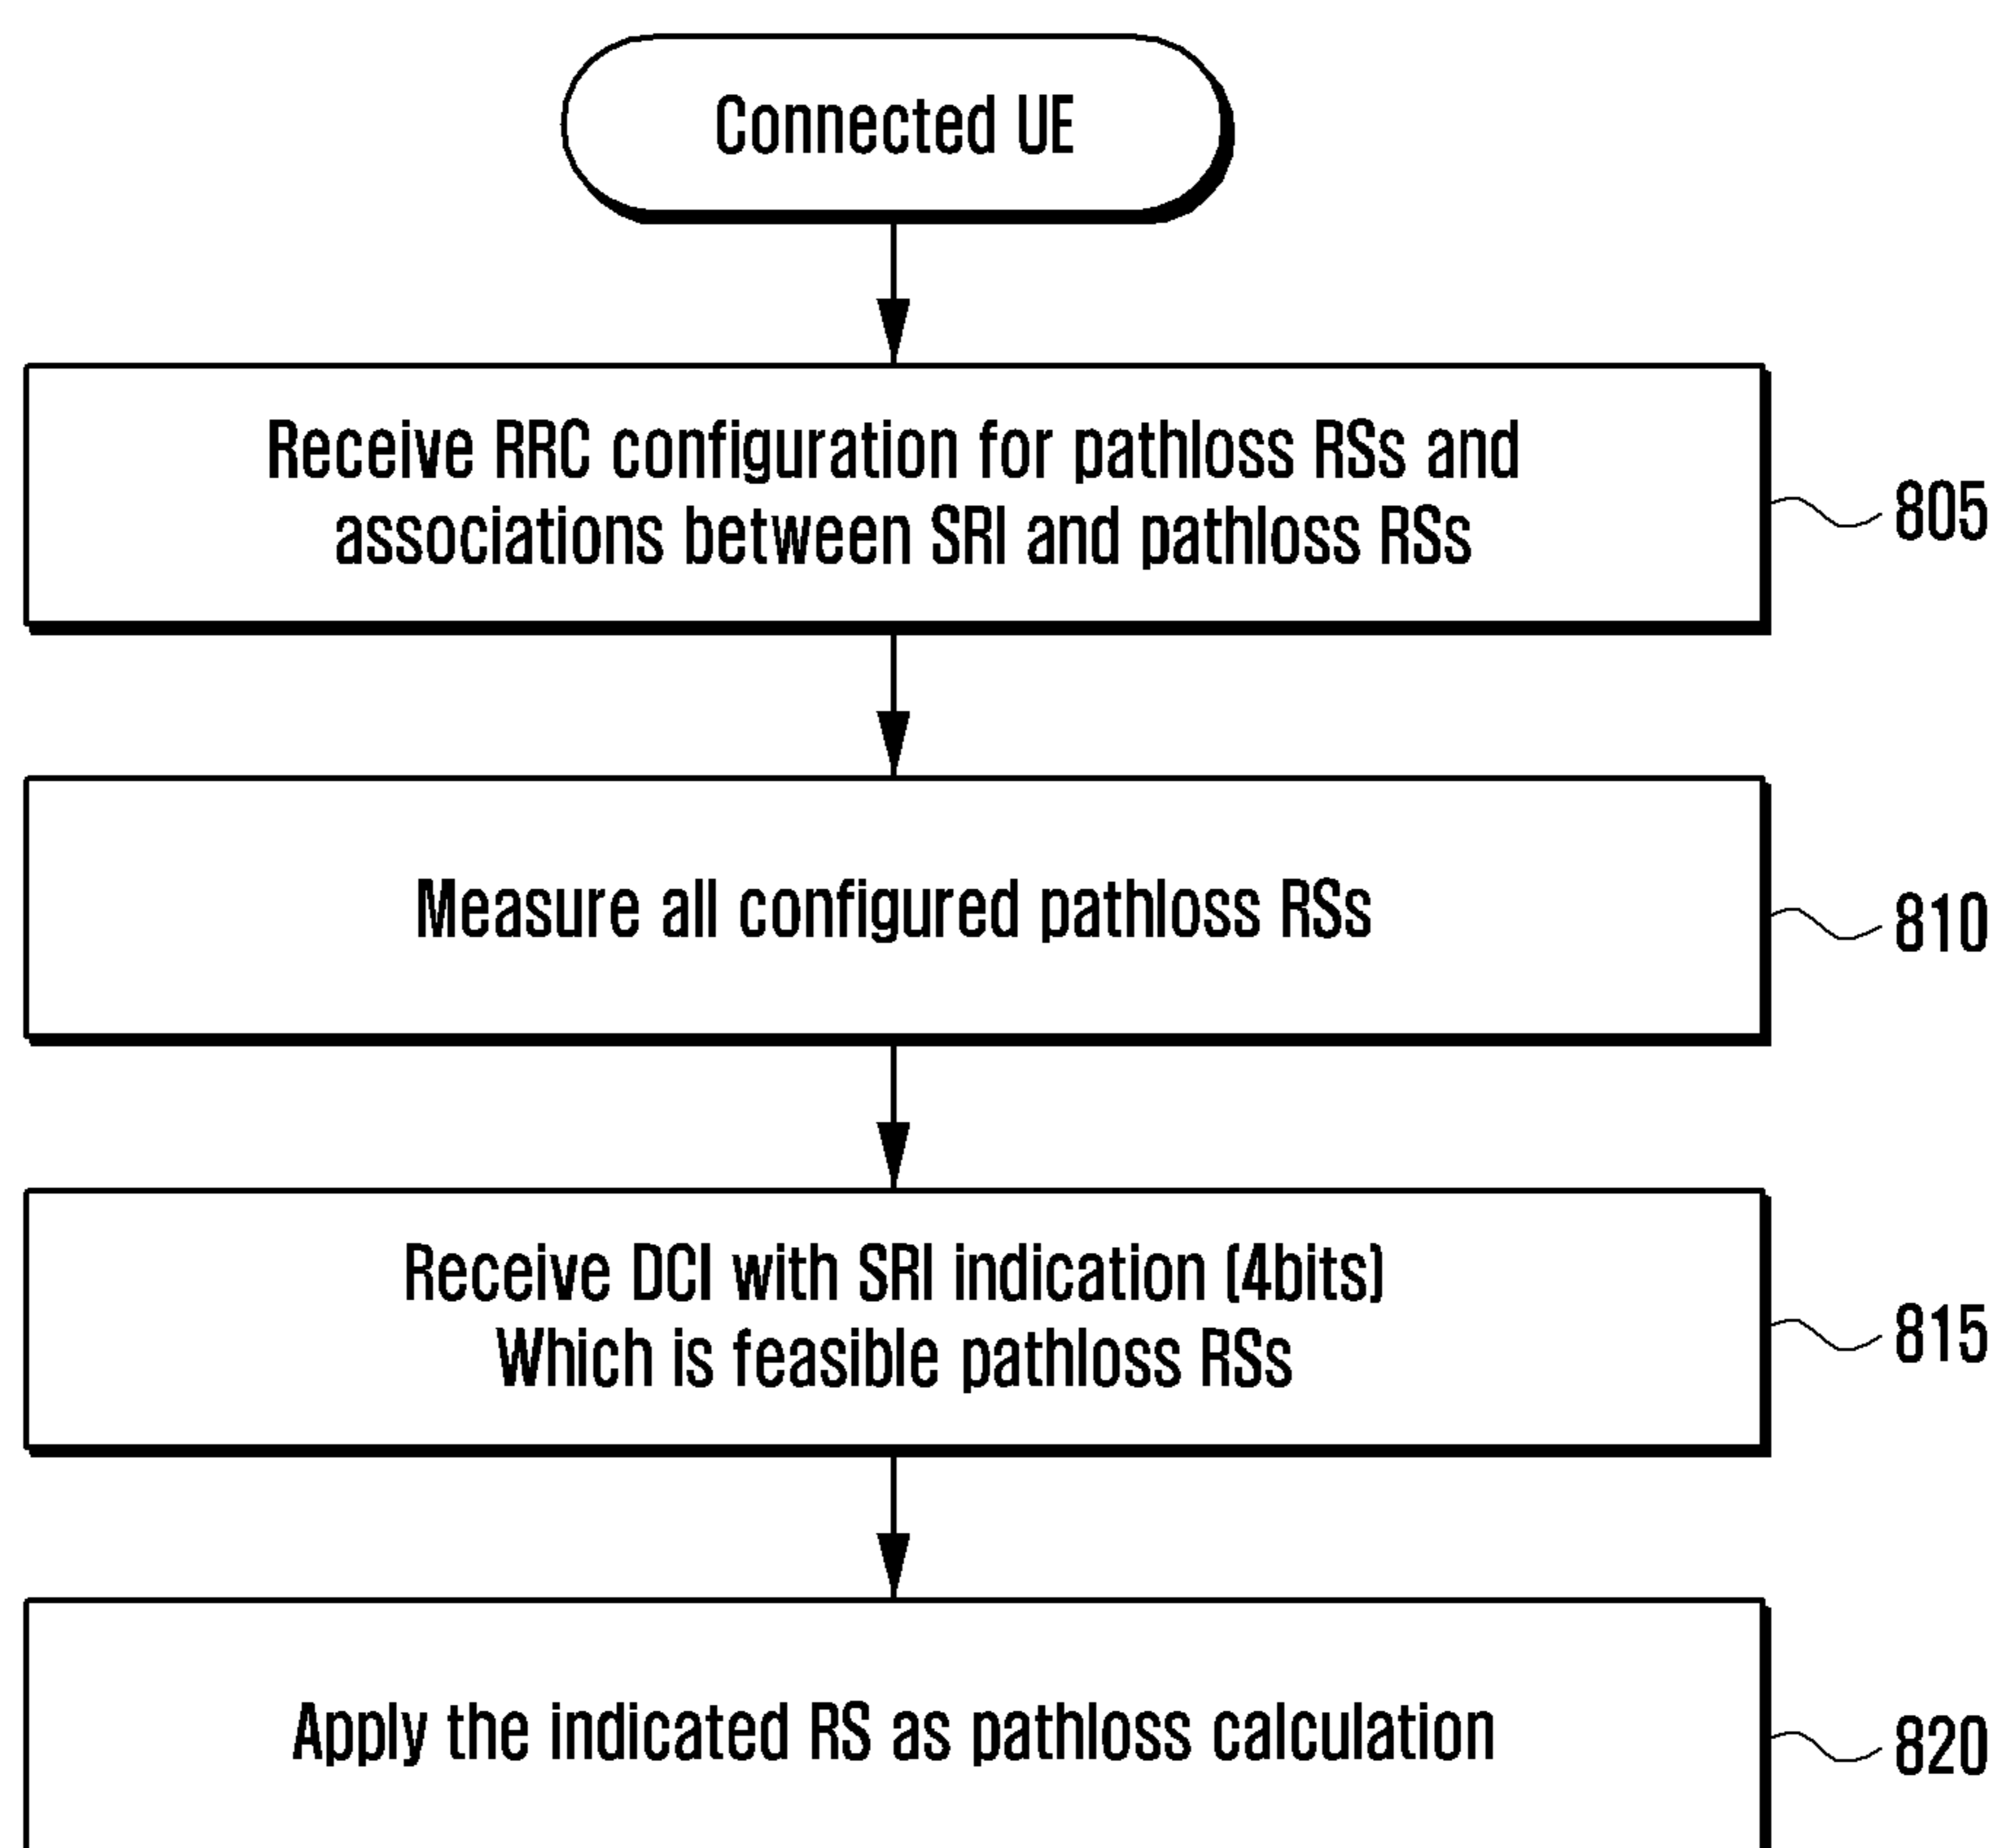 Connected UE
Receive RRC configuration for pathloss RSs and
associations between SRI and pathloss RSs
805
Measure all configured pathloss RSs
810
Receive DCI with SRI indication (4bits)
Which is feasible pathloss RSs
815
Apply the indicated RS as pathloss calculation
820